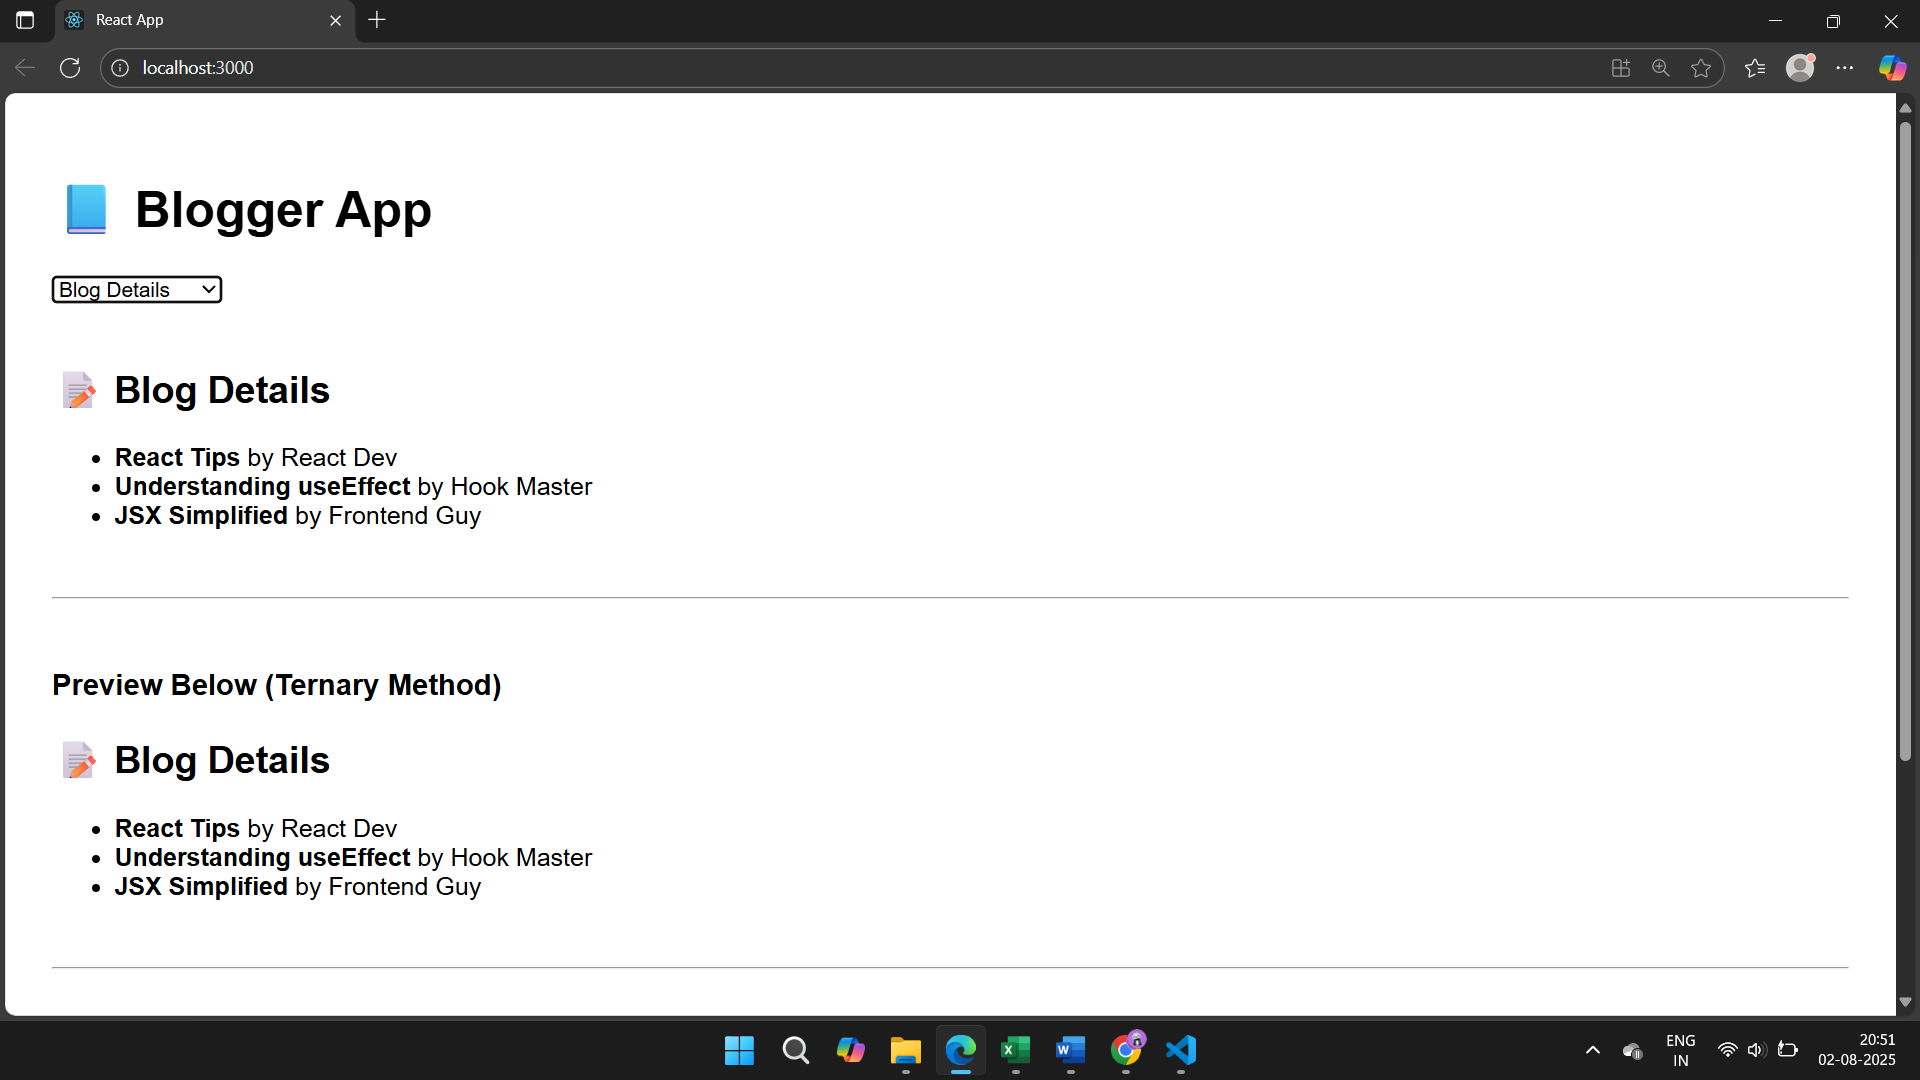 React App
localhost:3000
Blogger App
Blog Details
Blog Details
React Tips by React Dev
Understanding useEffect by Hook Master
JSX Simplified by Frontend Guy
Preview Below (Ternary Method)
Blog Details
React Tips by React Dev
Understanding useEffect by Hook Master
JSX Simplified by Frontend Guy
ENG
IN
20:51
02-08-2025